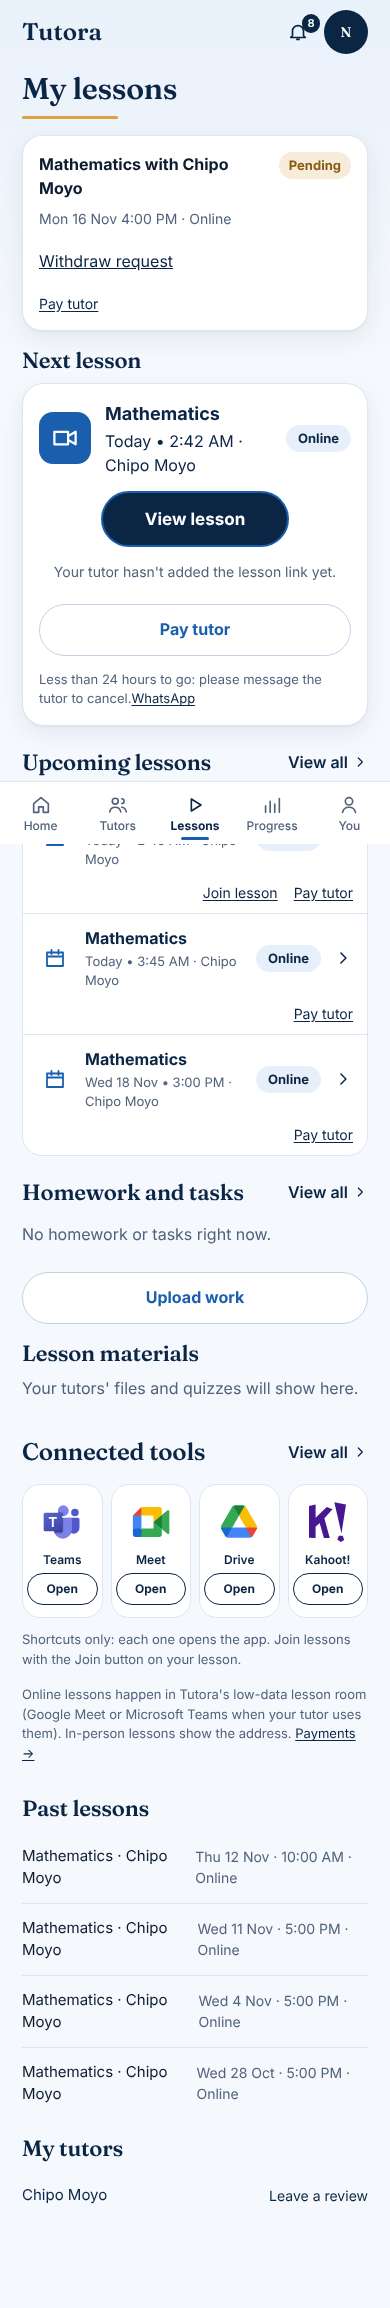 Tutora
8
N
My lessons
Mathematics with Chipo
Moyo
Pending
Mon 16 Nov 4:00 PM · Online
Withdraw request
Pay tutor
Next lesson
Mathematics
Today • 2:42 AM ·
Chipo Moyo
Online
View lesson
Your tutor hasn't added the lesson link yet.
Pay tutor
Less than 24 hours to go: please message the
tutor to cancel.WhatsApp
Upcoming lessons
View all
Home
Tutors
Lessons
Progress
You
Moyo
Join lesson
Pay tutor
Mathematics
Today • 3:45 AM · Chipo
Moyo
Online
Pay tutor
Mathematics
Wed 18 Nov • 3:00 PM ·
Chipo Moyo
Online
Pay tutor
Homework and tasks
View all
No homework or tasks right now.
Upload work
Lesson materials
Your tutors' files and quizzes will show here.
Connected tools
View all
T
K!
Teams
Meet
Drive
Kahoot!
Open
Open
Open
Open
Shortcuts only: each one opens the app. Join lessons
with the Join button on your lesson.
Online lessons happen in Tutora's low-data lesson room
(Google Meet or Microsoft Teams when your tutor uses
them). In-person lessons show the address. Payments
→
Past lessons
Mathematics · Chipo
Moyo
Thu 12 Nov · 10:00 AM ·
Online
Mathematics · Chipo
Moyo
Wed 11 Nov · 5:00 PM ·
Online
Mathematics · Chipo
Moyo
Wed 4 Nov · 5:00 PM ·
Online
Mathematics · Chipo
Moyo
Wed 28 Oct · 5:00 PM ·
Online
My tutors
Chipo Moyo
Leave a review